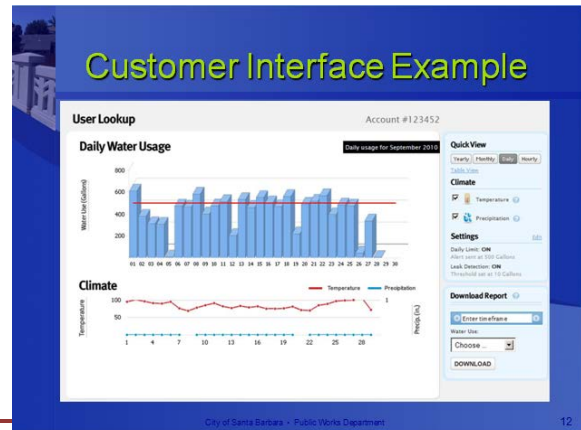 Customer Interface Example
User Lookup
Account #123452
Daily Water Usage
Daily usage for September 2010
Water Use (Gallons)
800
600
400
200
01 02 03 04 05 06 07 08 09 10 11 12 13 14 15 16 17 18 19 20 21 22 23 24 25 26 27 28 29 30
Climate
Temperature
Precipitation
Temperature
100
50
1
Precip. (in.)
1 4 7 10 13 16 19 22 25 28
Quick View
Yearly Monthly Daily Hourly
Table View
Climate
Temperature
Precipitation
Settings
Edit
Daily Limit: ON
Alert sent at 500 Gallons
Leak Detection: ON
Threshold set at 10 Gallons
Download Report
Enter timeframe
Water Use:
Choose ...
DOWNLOAD
City of Santa Barbara • Public Works Department
12